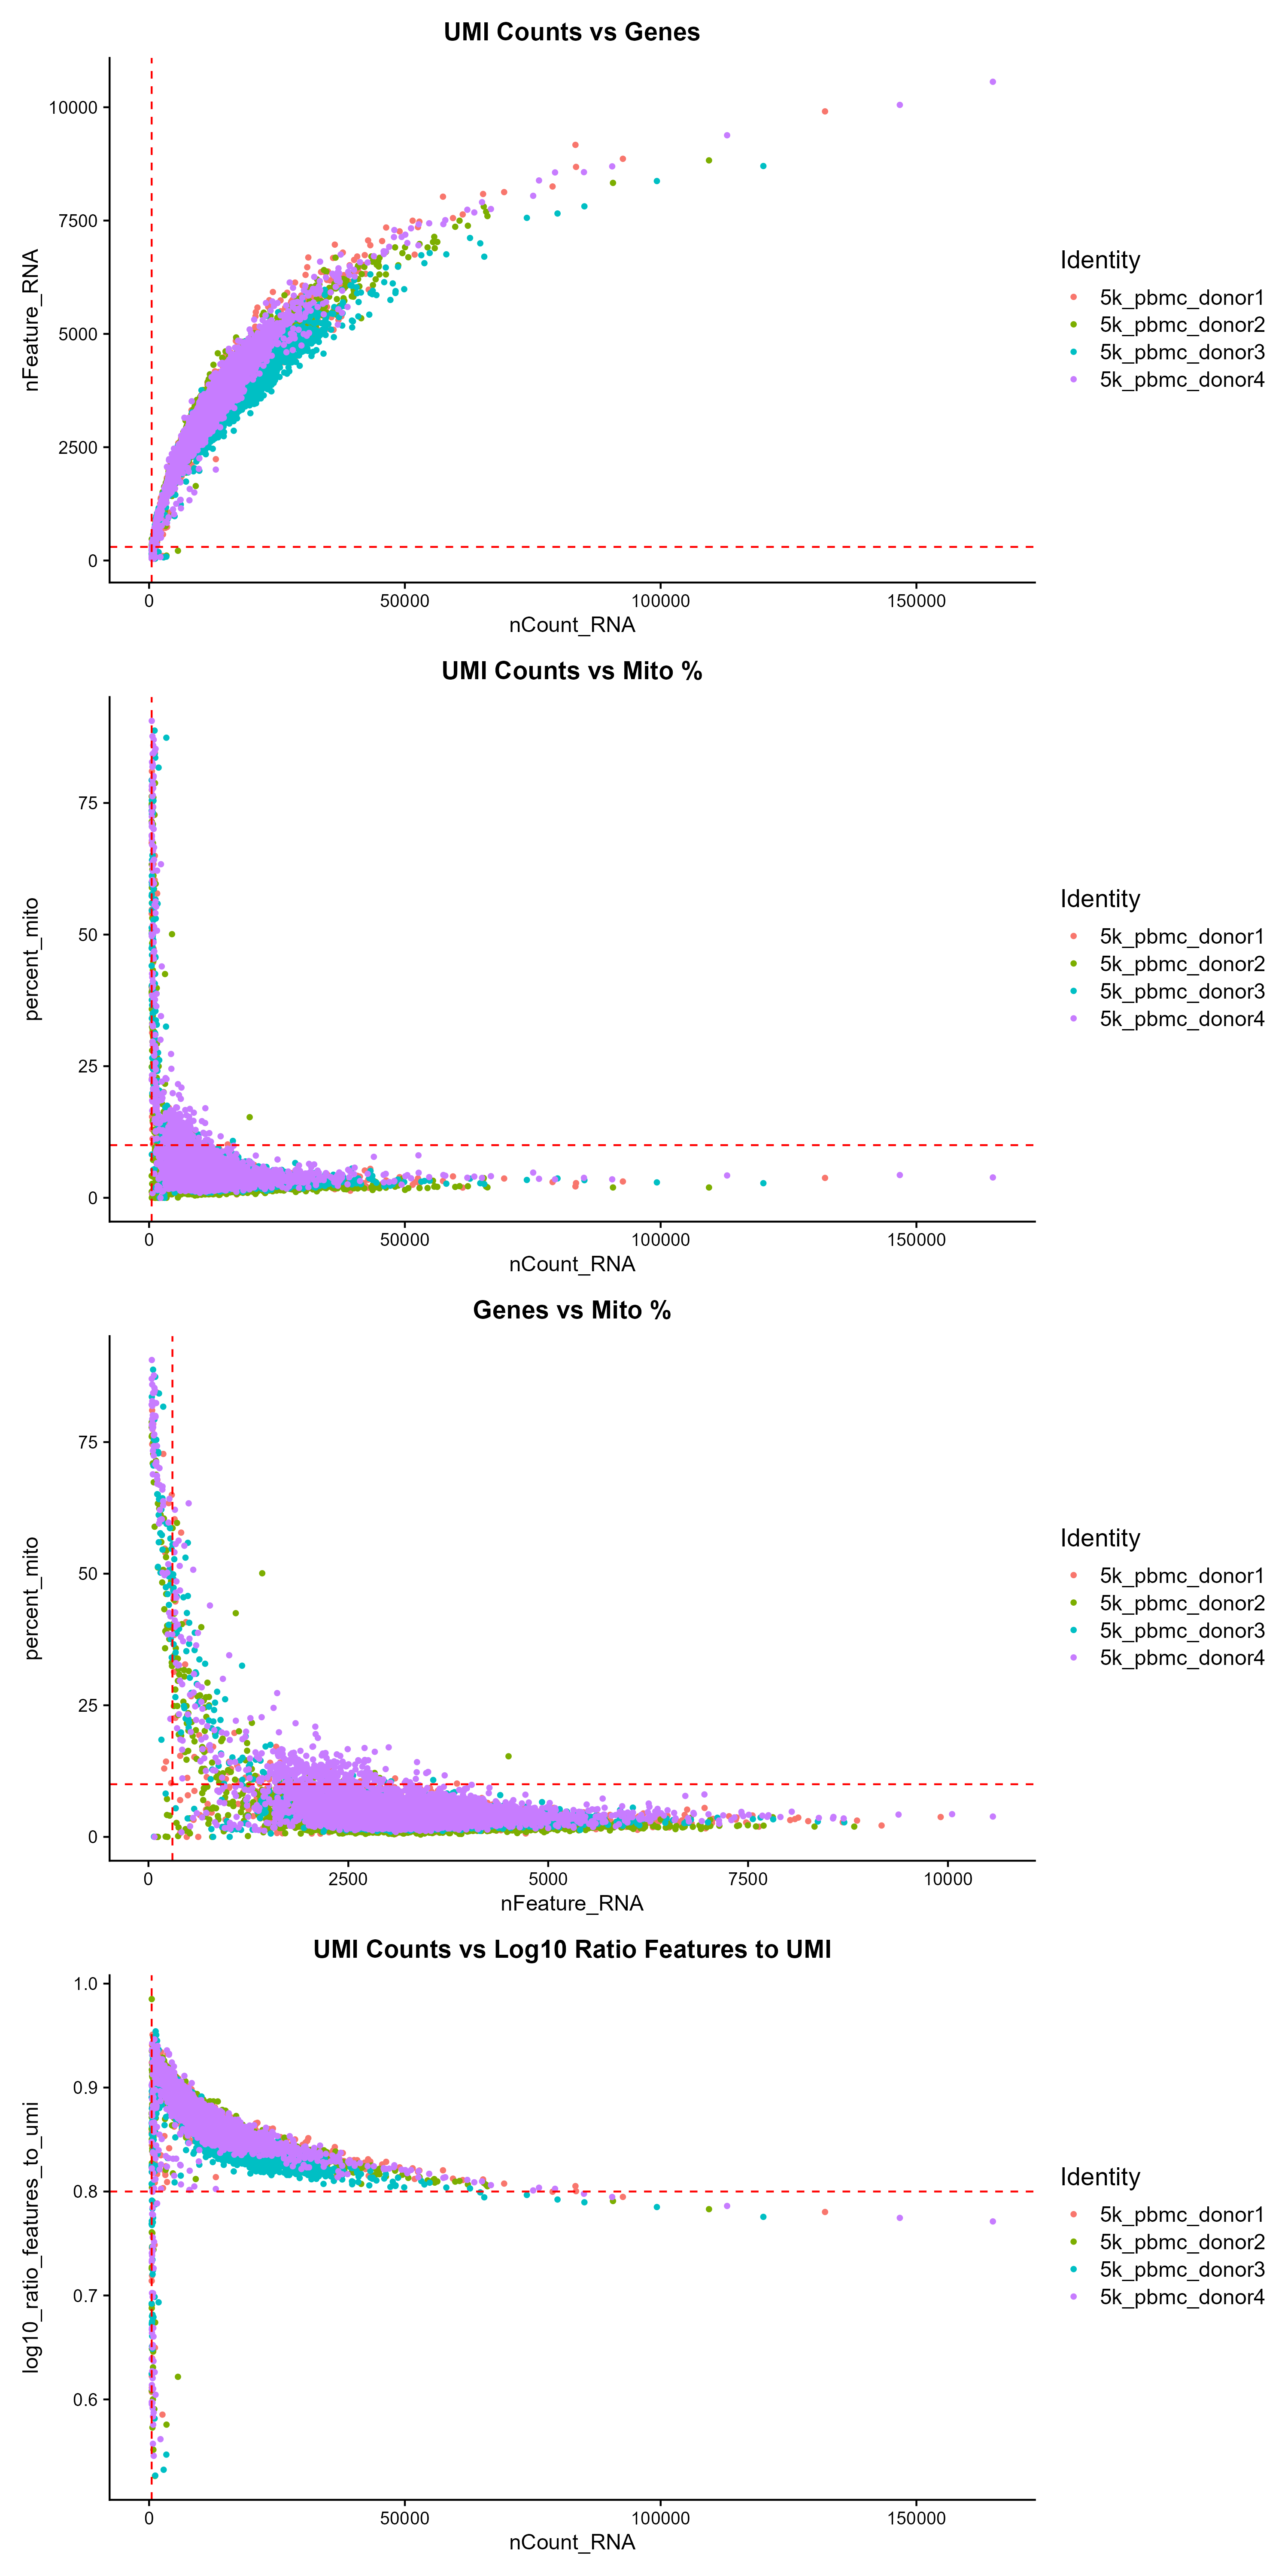 UMI Counts vs Genes
nFeature_RNA
10000
7500
5000
2500
0
0 50000 100000 150000
nCount_RNA
Identity
5k_pbmc_donor1
5k_pbmc_donor2
5k_pbmc_donor3
5k_pbmc_donor4
UMI Counts vs Mito %
percent_mito
75
50
25
0
0 50000 100000 150000
nCount_RNA
Identity
5k_pbmc_donor1
5k_pbmc_donor2
5k_pbmc_donor3
5k_pbmc_donor4
Genes vs Mito %
percent_mito
75
50
25
0
0 2500 5000 7500 10000
nFeature_RNA
Identity
5k_pbmc_donor1
5k_pbmc_donor2
5k_pbmc_donor3
5k_pbmc_donor4
UMI Counts vs Log10 Ratio Features to UMI
log10_ratio_features_to_umi
1.0
0.9
0.8
0.7
0.6
0 50000 100000 150000
nCount_RNA
Identity
5k_pbmc_donor1
5k_pbmc_donor2
5k_pbmc_donor3
5k_pbmc_donor4